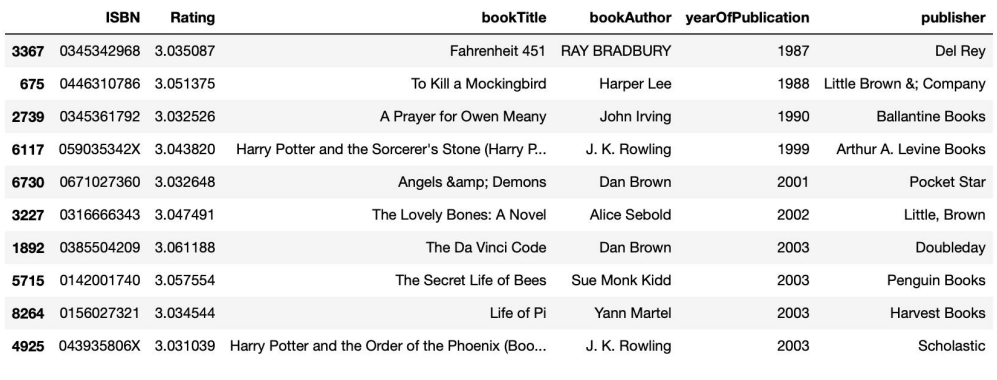 ISBN Rating bookTitle bookAuthor yearOfPublication publisher
3367 0345342968 3.035087 Fahrenheit 451 RAY BRADBURY 1987 Del Rey
675 0446310786 3.051375 To Kill a Mockingbird Harper Lee 1988 Little Brown &; Company
2739 0345361792 3.032526 A Prayer for Owen Meany John Irving 1990 Ballantine Books
6117 059035342X 3.043820 Harry Potter and the Sorcerer's Stone (Harry P... J. K. Rowling 1999 Arthur A. Levine Books
6730 0671027360 3.032648 Angels &amp; Demons Dan Brown 2001 Pocket Star
3227 0316666343 3.047491 The Lovely Bones: A Novel Alice Sebold 2002 Little, Brown
1892 0385504209 3.061188 The Da Vinci Code Dan Brown 2003 Doubleday
5715 0142001740 3.057554 The Secret Life of Bees Sue Monk Kidd 2003 Penguin Books
8264 0156027321 3.034544 Life of Pi Yann Martel 2003 Harvest Books
4925 043935806X 3.031039 Harry Potter and the Order of the Phoenix (Boo... J. K. Rowling 2003 Scholastic